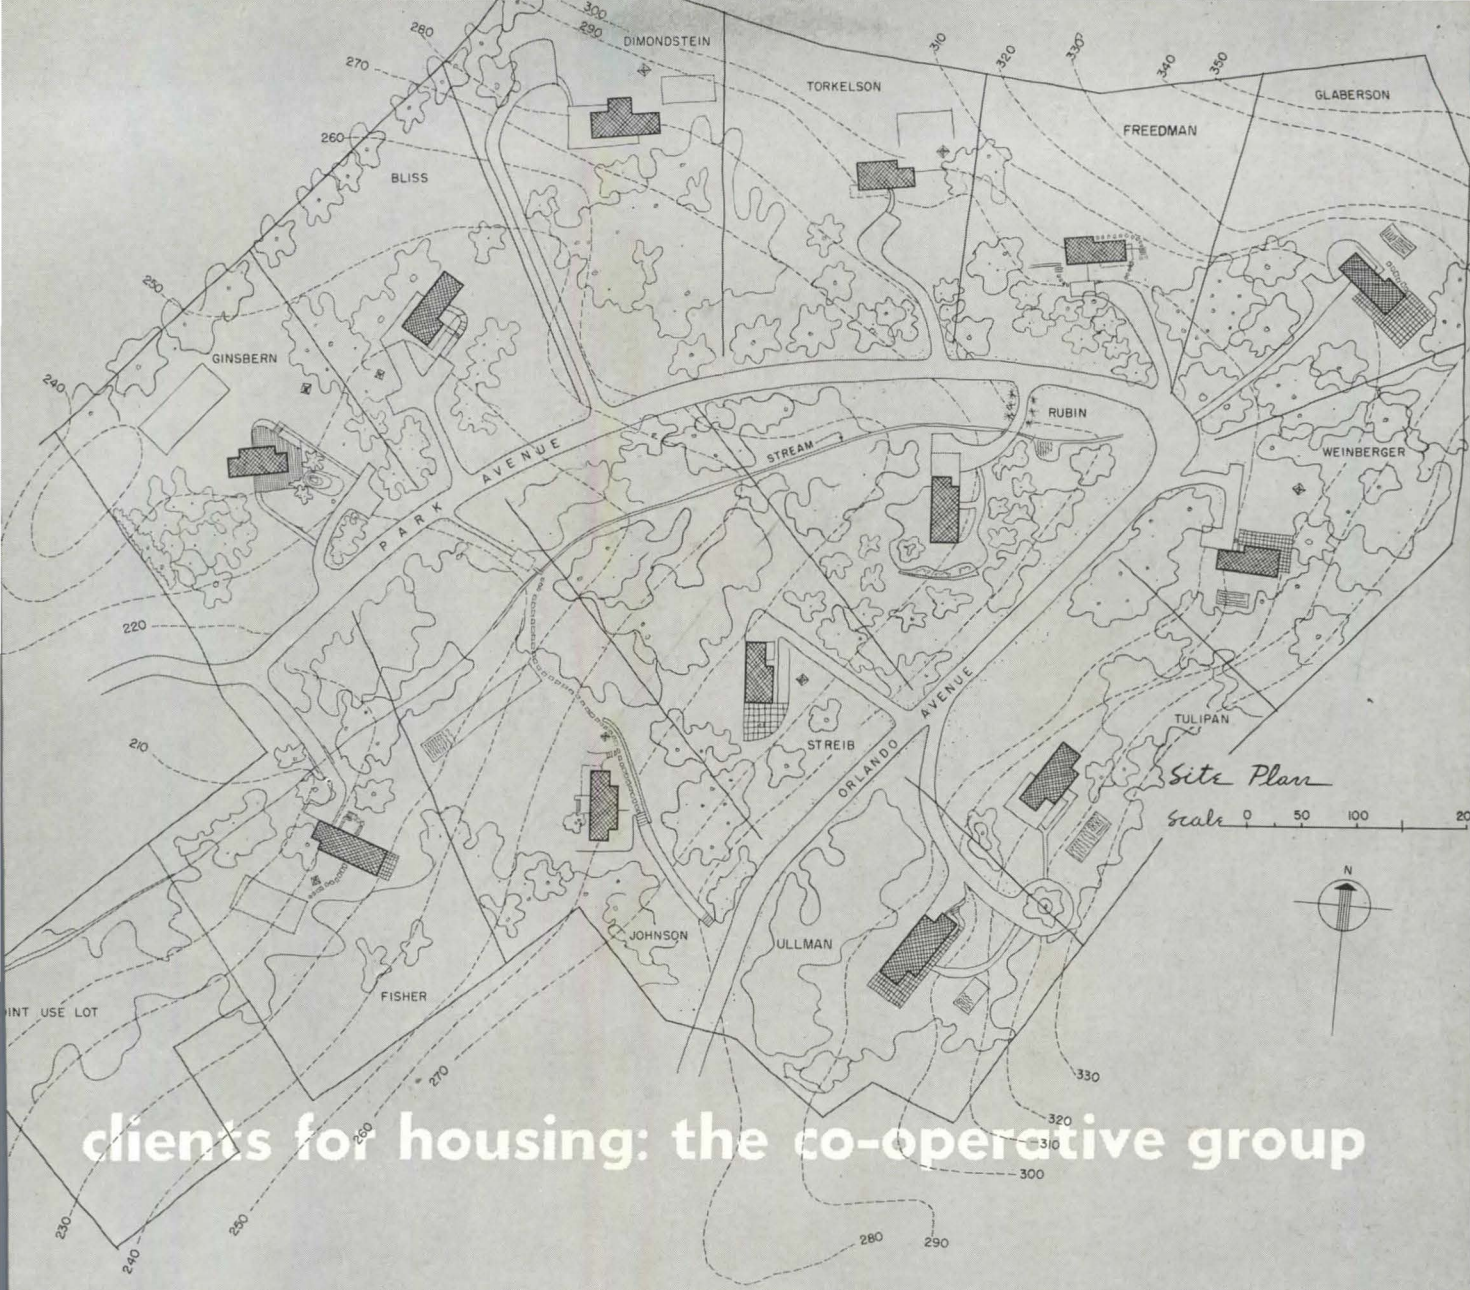 300
290
280
270
260
250
240
DIMONDSTEIN
TORKELSON
310
320
330
340
350
GLABERSON
FREEDMAN
BLISS
GINSBERN
RUBIN
STREAM
WEINBERGER
PARK AVENUE
220
210
STREIB
ORLANDO AVENUE
TULIPAN
Site Plan
Scale 0 50 100 20
N
JOHNSON
ULLMAN
FISHER
INT USE LOT
270
260
250
240
230
330
320
310
300
290
280
clients for housing: the co-operative group